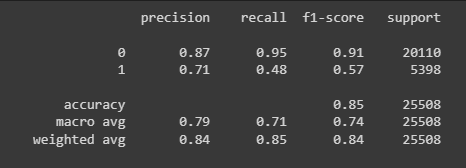 precision recall f1-score support
0 0.87 0.95 0.91 20110
1 0.71 0.48 0.57 5398
accuracy 0.85 25508
macro avg 0.79 0.71 0.74 25508
weighted avg 0.84 0.85 0.84 25508